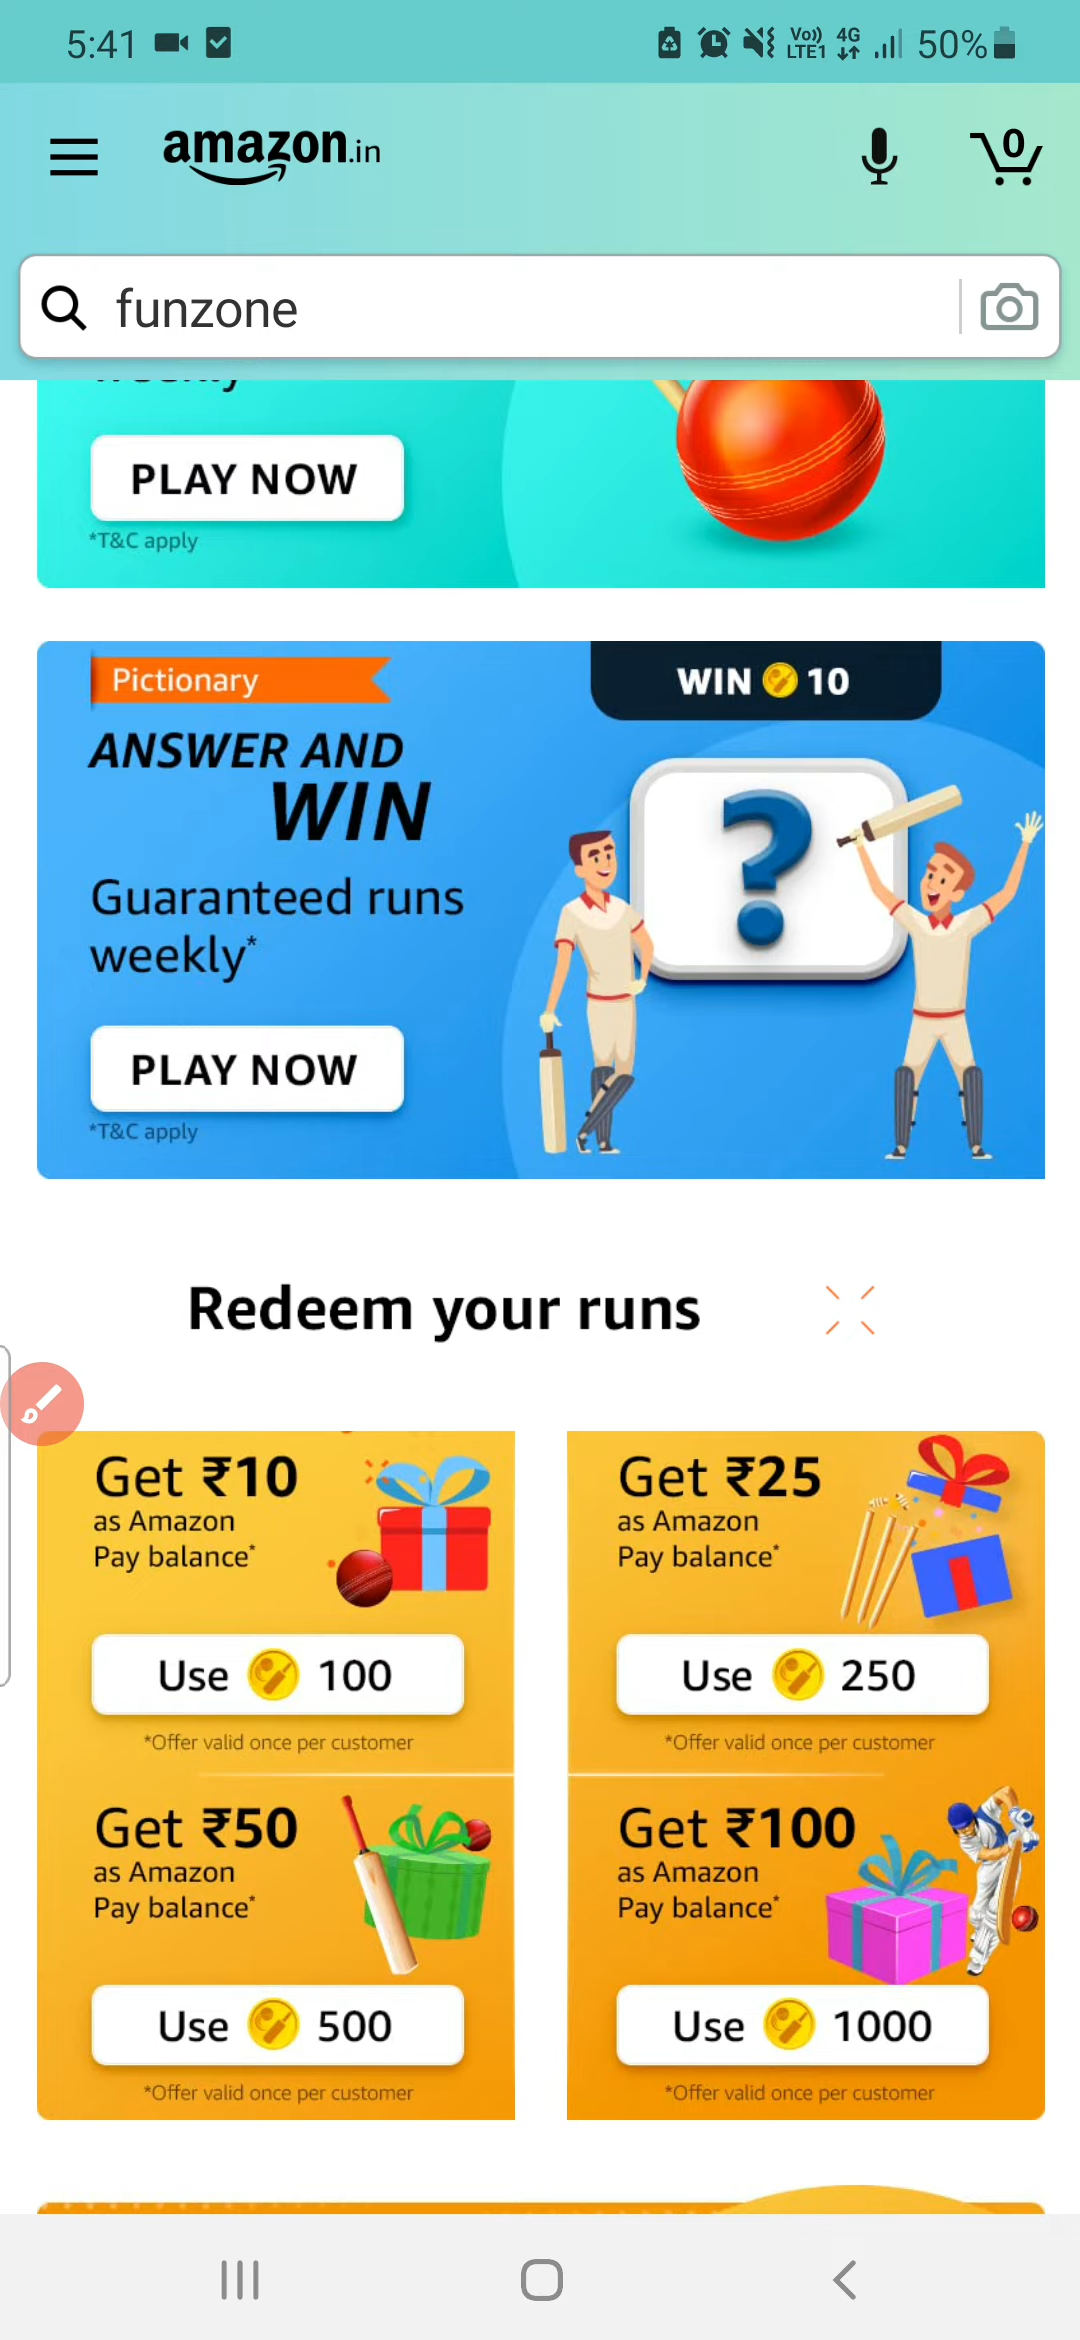 5:41
Vo)) LTE1 4G 50%
amazon.in
0
funzone
weekly
PLAY NOW
*T&C apply
Pictionary
WIN 10
ANSWER AND
WIN
Guaranteed runs
weekly*
PLAY NOW
*T&C apply
Redeem your runs
Get ₹10
as Amazon
Pay balance*
Use 100
*Offer valid once per customer
Get ₹25
as Amazon
Pay balance*
Use 250
*Offer valid once per customer
Get ₹50
as Amazon
Pay balance*
Use 500
*Offer valid once per customer
Get ₹100
as Amazon
Pay balance*
Use 1000
*Offer valid once per customer